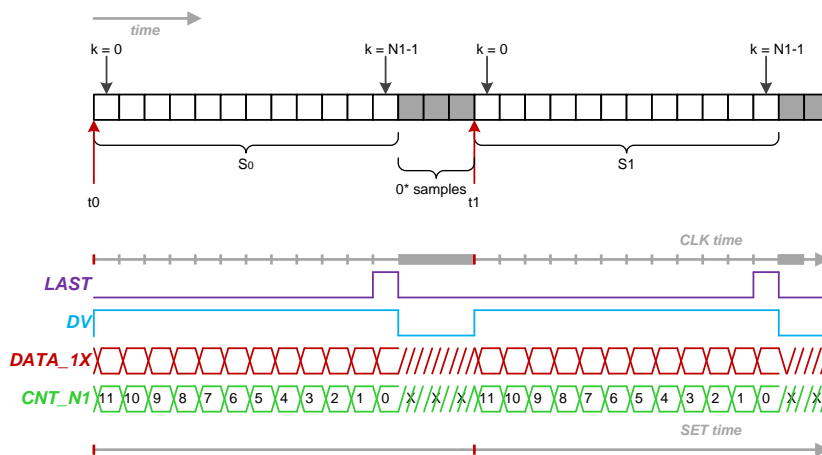 time
k = 0 k = N1-1 k = 0 k = N1-1
S0 S1
0* samples
t0 t1
CLK time
LAST
DV
DATA_1X
CNT_N1 11 10 9 8 7 6 5 4 3 2 1 0 X X X 11 10 9 8 7 6 5 4 3 2 1 0 X X
SET time